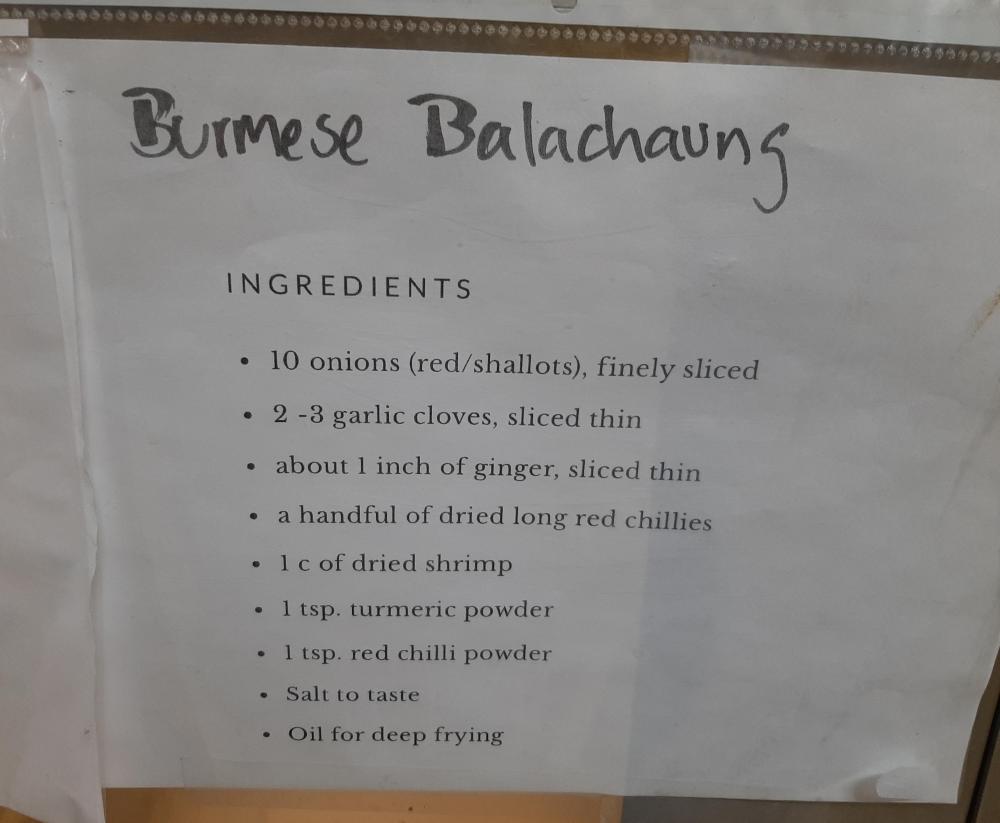 Burmese Balachaung
INGREDIENTS
• 10 onions (red/shallots), finely sliced
• 2 -3 garlic cloves, sliced thin
• about 1 inch of ginger, sliced thin
• a handful of dried long red chillies
• 1 c of dried shrimp
• 1 tsp. turmeric powder
• 1 tsp. red chilli powder
• Salt to taste
• Oil for deep frying